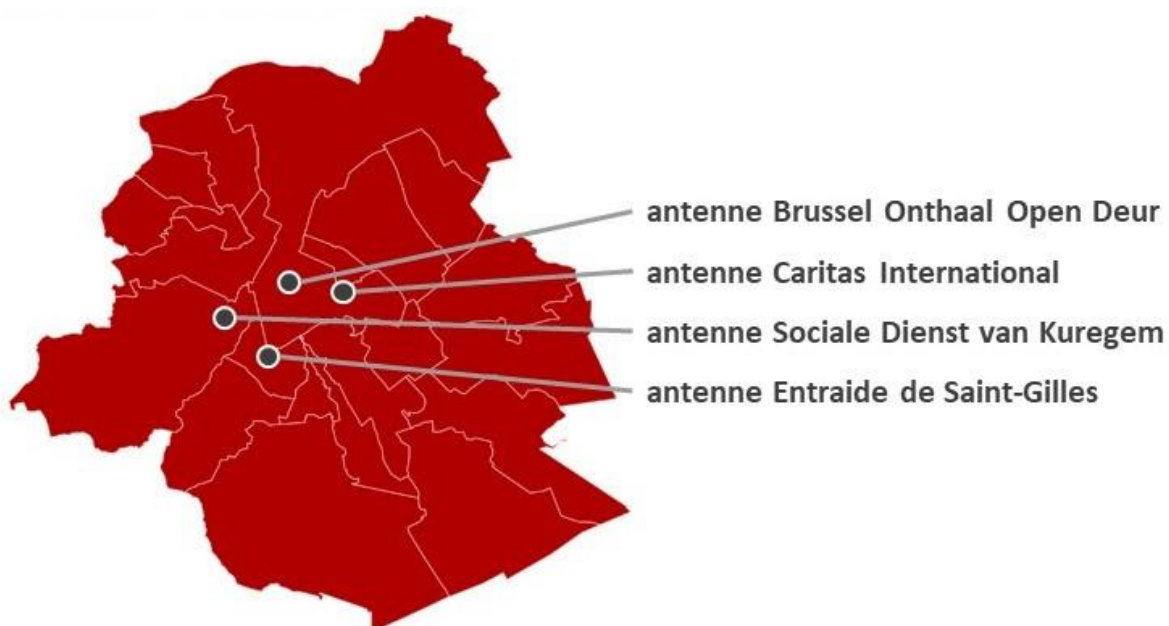 antenne Brussel Onthaal Open Deur
antenne Caritas International
antenne Sociale Dienst van Kuregem
antenne Entraide de Saint-Gilles